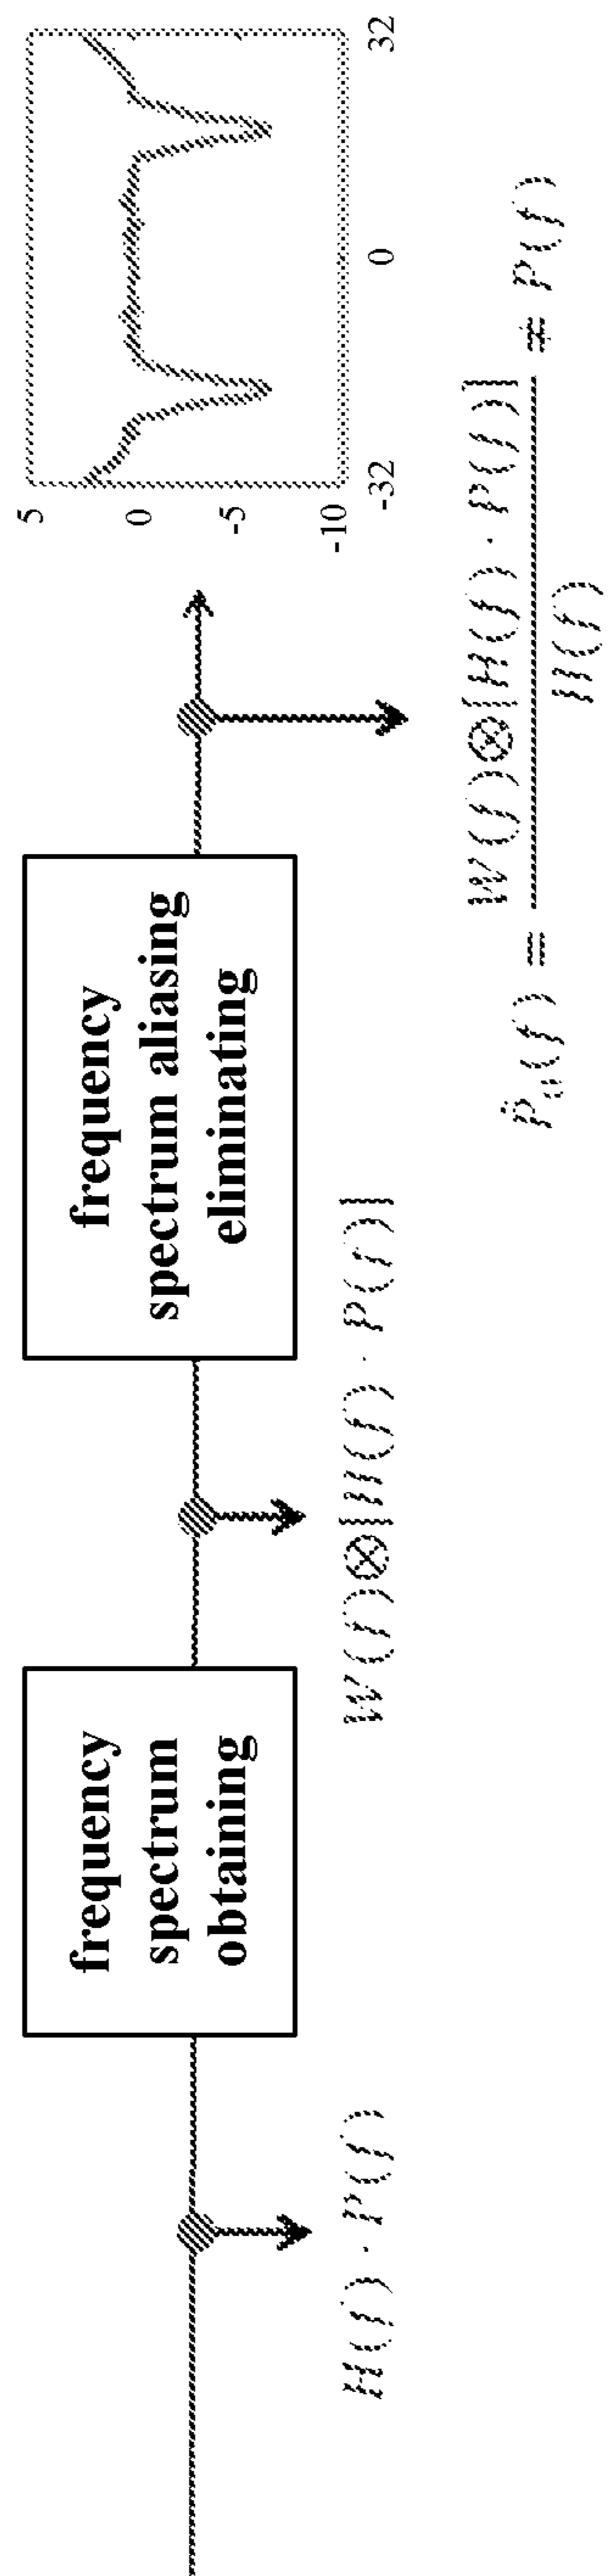 frequency
spectrum
obtaining
frequency
spectrum aliasing
eliminating
5
0
-5
-10
-32
0
32
H(f) · P(f)
W(f)⊗[H(f) · P(f)]
W(f)⊗[H(f) · P(f)]
H(f)
≠ P(f)